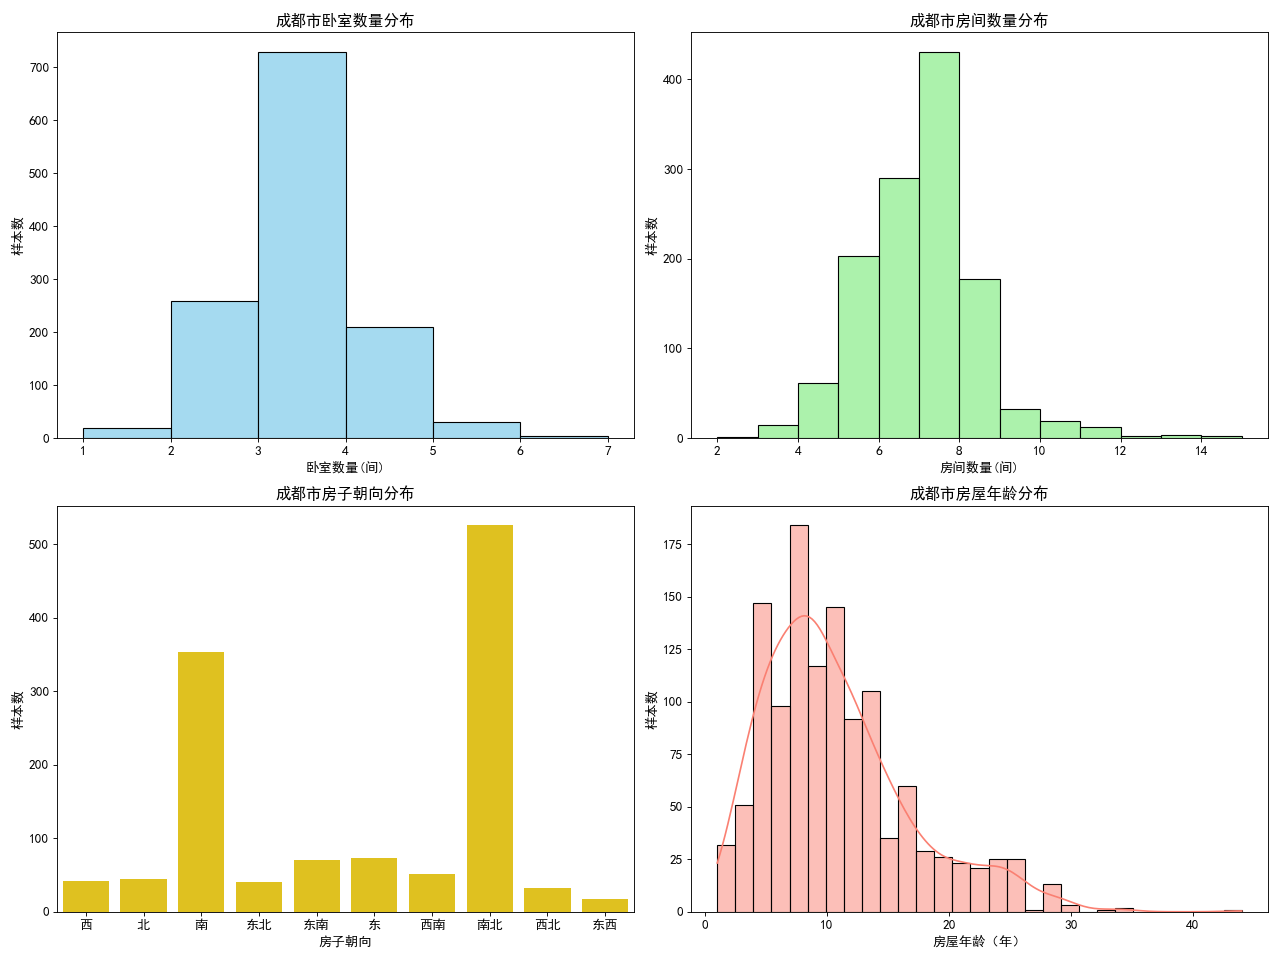 成都市卧室数量分布
700
600
500
400
300
200
100
0
样本数
1 2 3 4 5 6 7
卧室数量(间)
成都市房间数量分布
400
300
200
100
0
样本数
2 4 6 8 10 12 14
房间数量(间)
成都市房子朝向分布
500
400
300
200
100
0
样本数
西 北 南 东北 东南 东 西南 南北 西北 东西
房子朝向
成都市房屋年龄分布
175
150
125
100
75
50
25
0
样本数
0 10 20 30 40
房屋年龄（年）